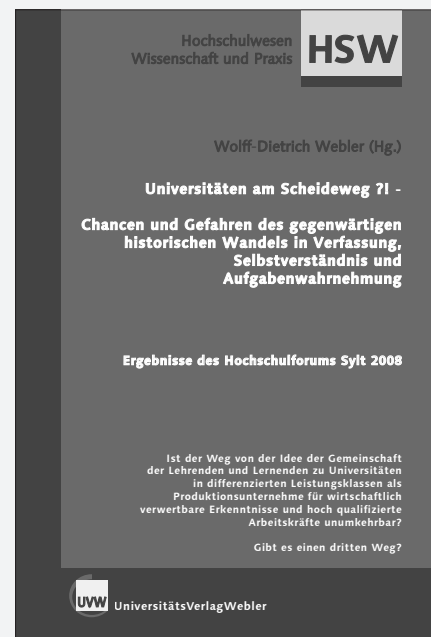 Hochschulwesen
Wissenschaft und Praxis
HSW
Wolff-Dietrich Webler (Hg.)
Universitäten am Scheideweg ?! -
Chancen und Gefahren des gegenwärtigen
historischen Wandels in Verfassung,
Selbstverständnis und
Aufgabenwahrnehmung
Ergebnisse des Hochschulforums Sylt 2008
Ist der Weg von der Idee der Gemeinschaft
der Lehrenden und Lernenden zu Universitäten
in differenzierten Leistungsklassen als
Produktionsunternehme für wirtschaftlich
verwertbare Erkenntnisse und hoch qualifizierte
Arbeitskräfte unumkehrbar?
Gibt es einen dritten Weg?
UVW
UniversitätsVerlagWebler